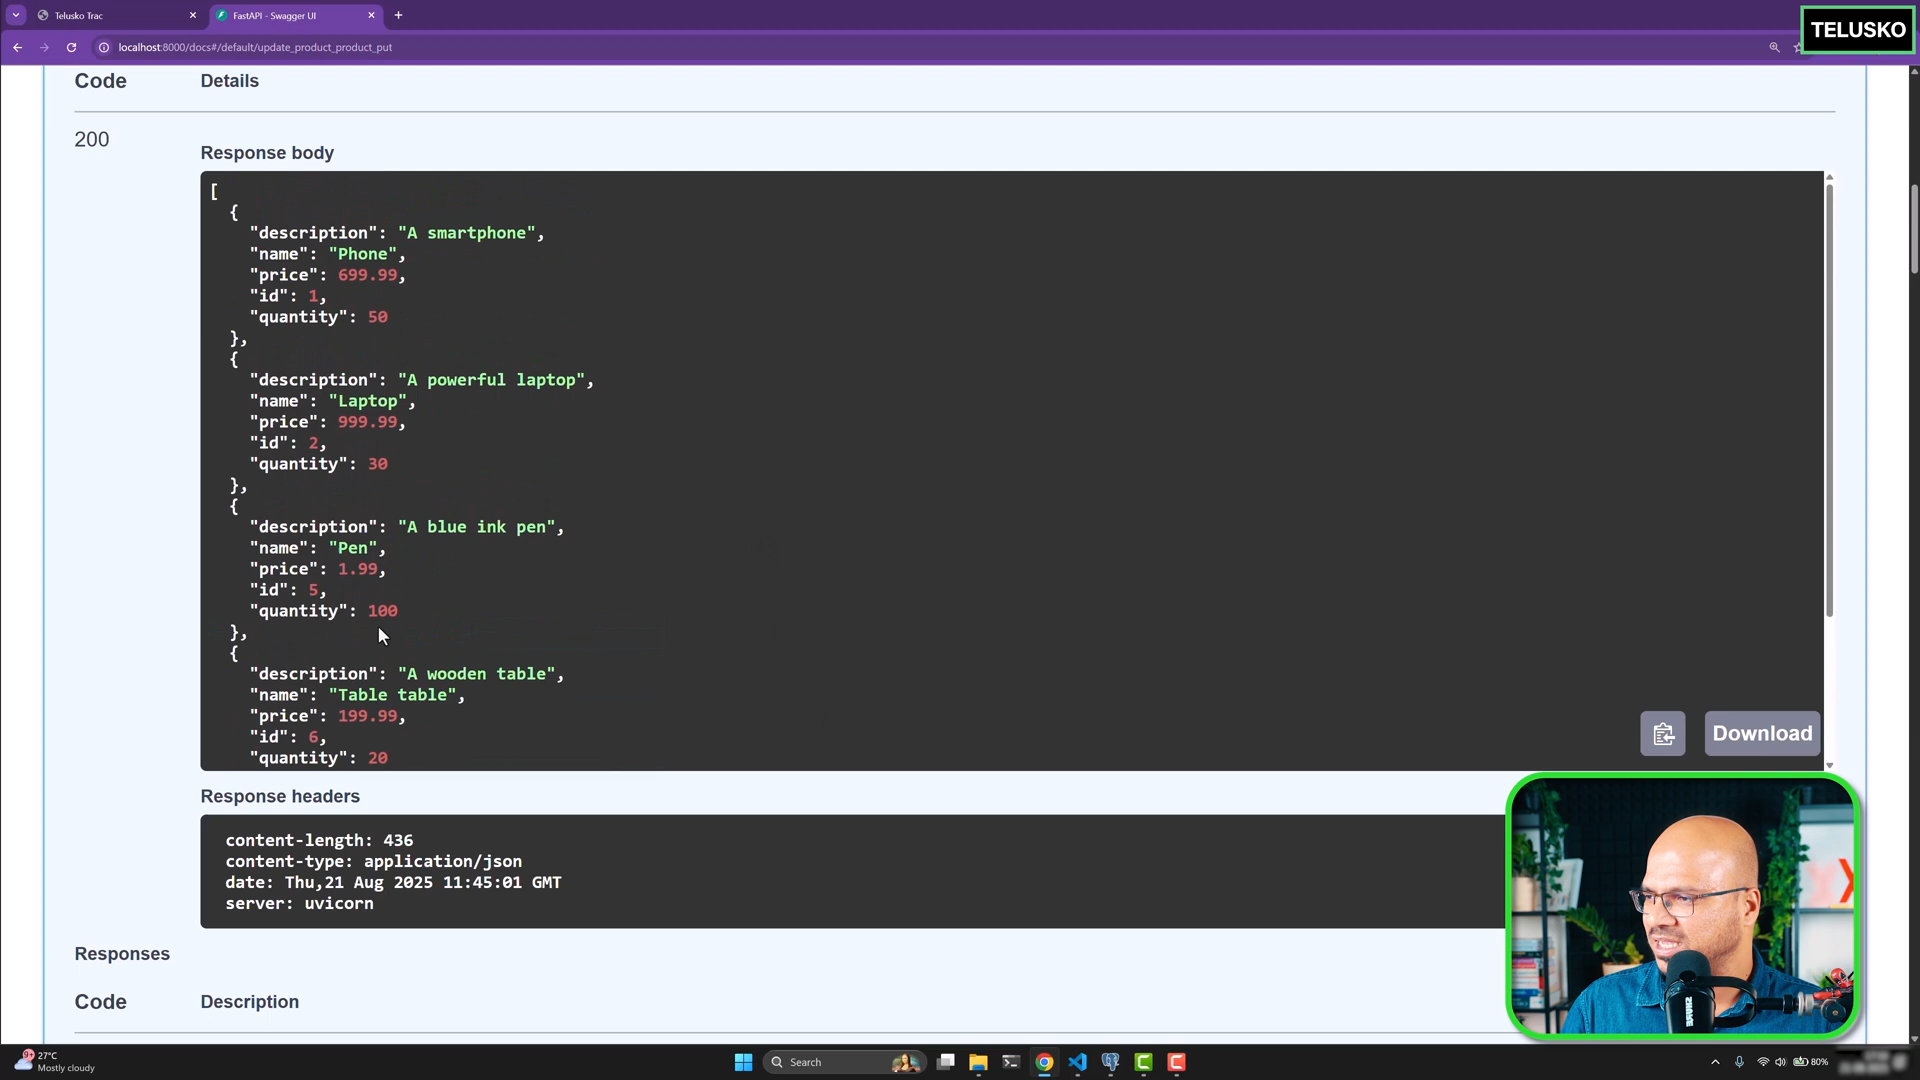 Telusko Trac
FastAPI - Swagger UI
localhost:8000/docs#/default/update_product_product_put
TELUSKO
Code Details
200
Response body
[
{
"description": "A smartphone",
"name": "Phone",
"price": 699.99,
"id": 1,
"quantity": 50
},
{
"description": "A powerful laptop",
"name": "Laptop",
"price": 999.99,
"id": 2,
"quantity": 30
},
{
"description": "A blue ink pen",
"name": "Pen",
"price": 1.99,
"id": 5,
"quantity": 100
},
{
"description": "A wooden table",
"name": "Table table",
"price": 199.99,
"id": 6,
"quantity": 20
Download
Response headers
content-length: 436
content-type: application/json
date: Thu,21 Aug 2025 11:45:01 GMT
server: uvicorn
Responses
Code Description
27°C
Mostly cloudy
Search
80%